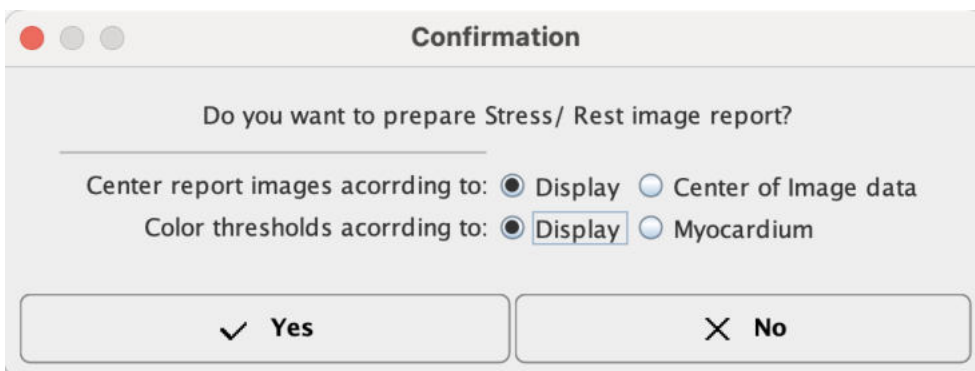 Confirmation
Do you want to prepare Stress/ Rest image report?
Center report images acorrding to: Display Center of Image data
Color thresholds acorrding to: Display Myocardium
Yes No